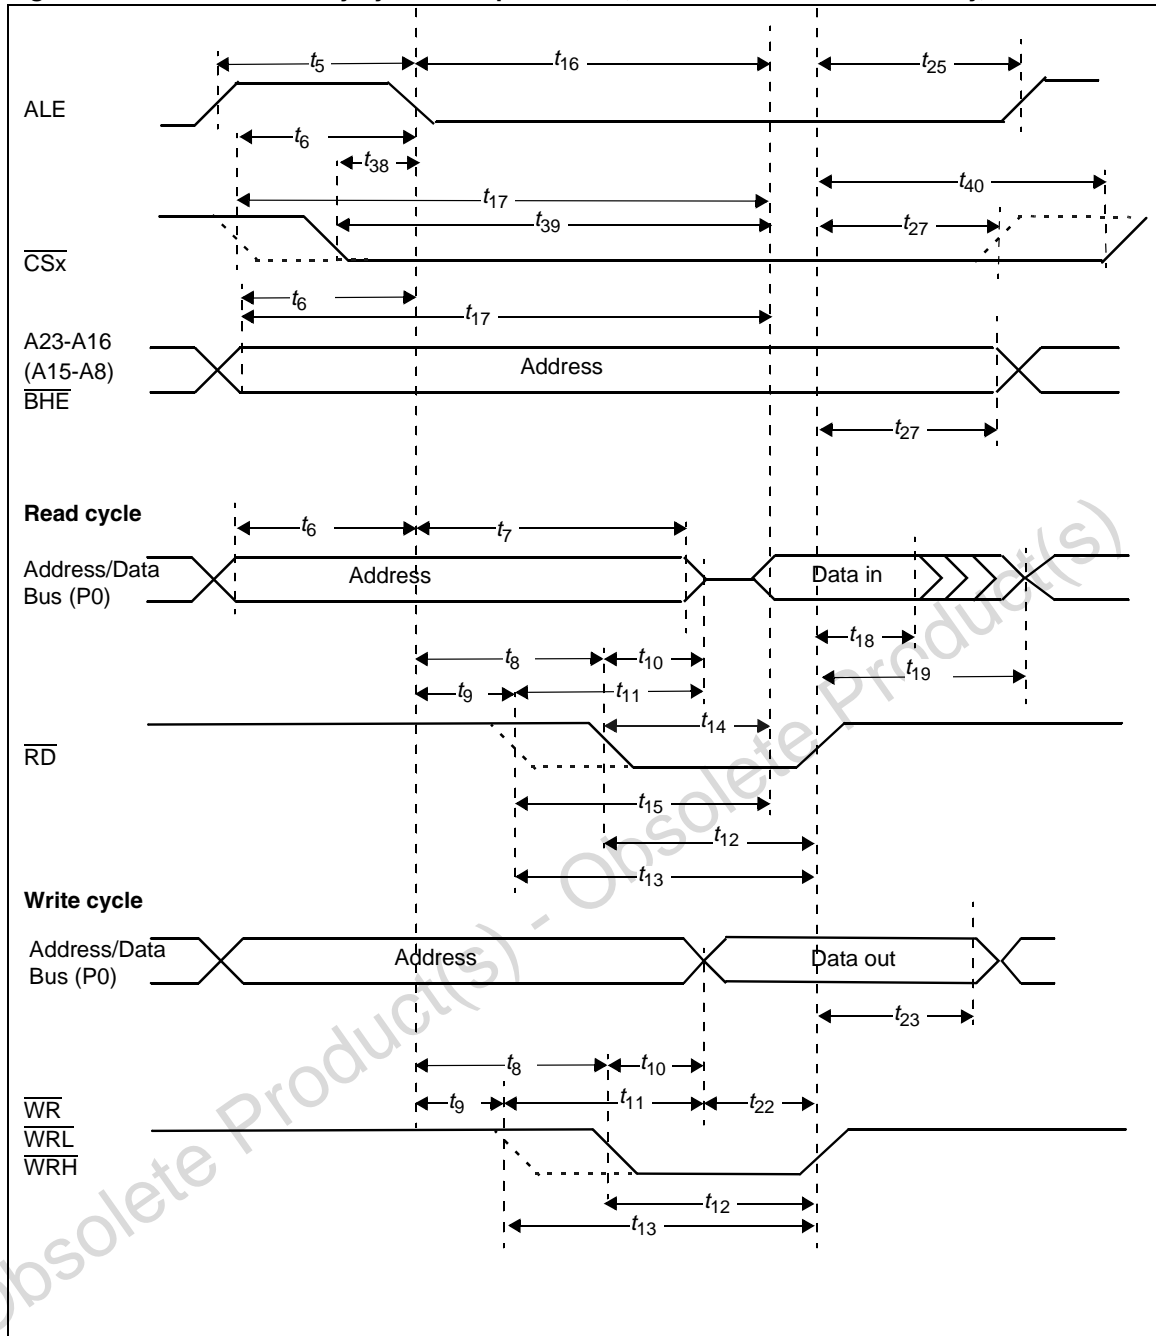 t5 t16 t25
ALE
t6
t38
t40
t17
t39 t27
CSx
t6
t17
A23-A16
(A15-A8)
BHE
Address
t27
Read cycle
t6 t7
Address/Data
Bus (P0)
Address
Data in
t18
t8 t10
t19
t9 t11
t14
RD
t15
t12
t13
Write cycle
Address/Data
Bus (P0)
Address
Data out
t23
t8 t10
t9 t11 t22
WR
WRL
WRH
t12
t13
Obsolete Product(s) - Obsolete Product(s)